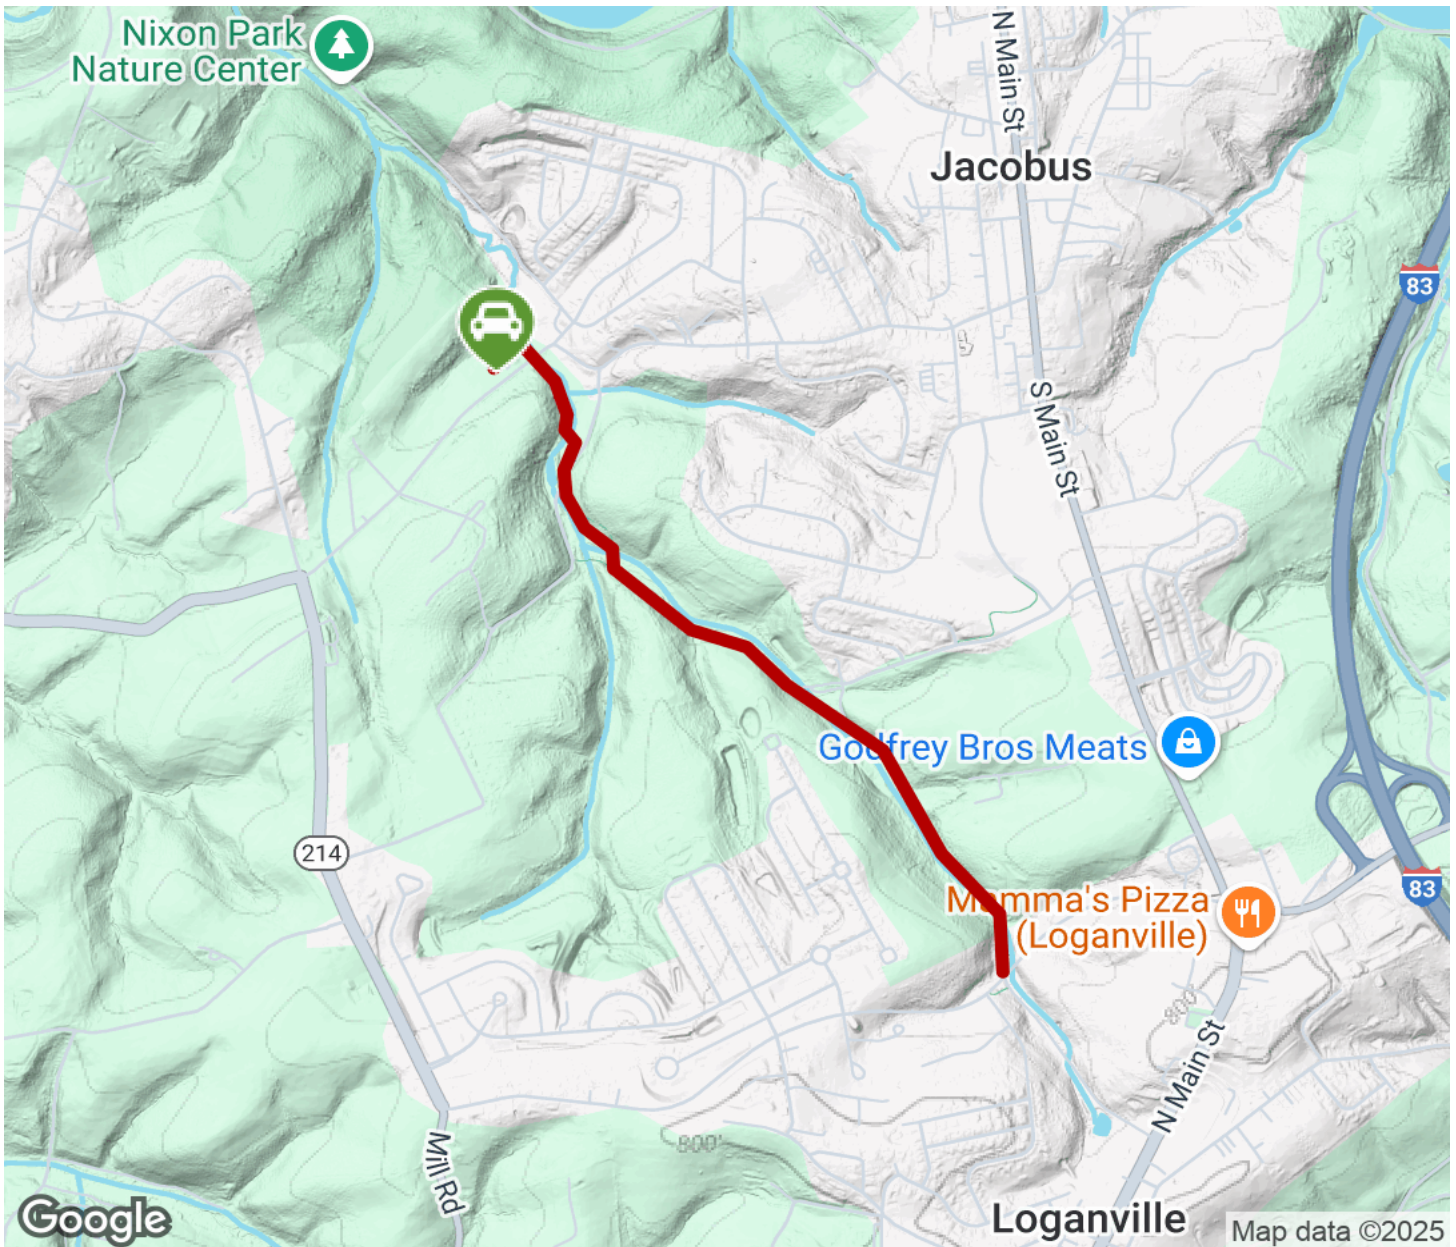 Nixon Park
Nature Center
N Main St
Jacobus
83
S Main St
Godfrey Bros Meats
214
83
Mamma's Pizza
(Loganville)
800'
N Main St
800'
Mill Rd
Loganville
Google
Map data ©2025